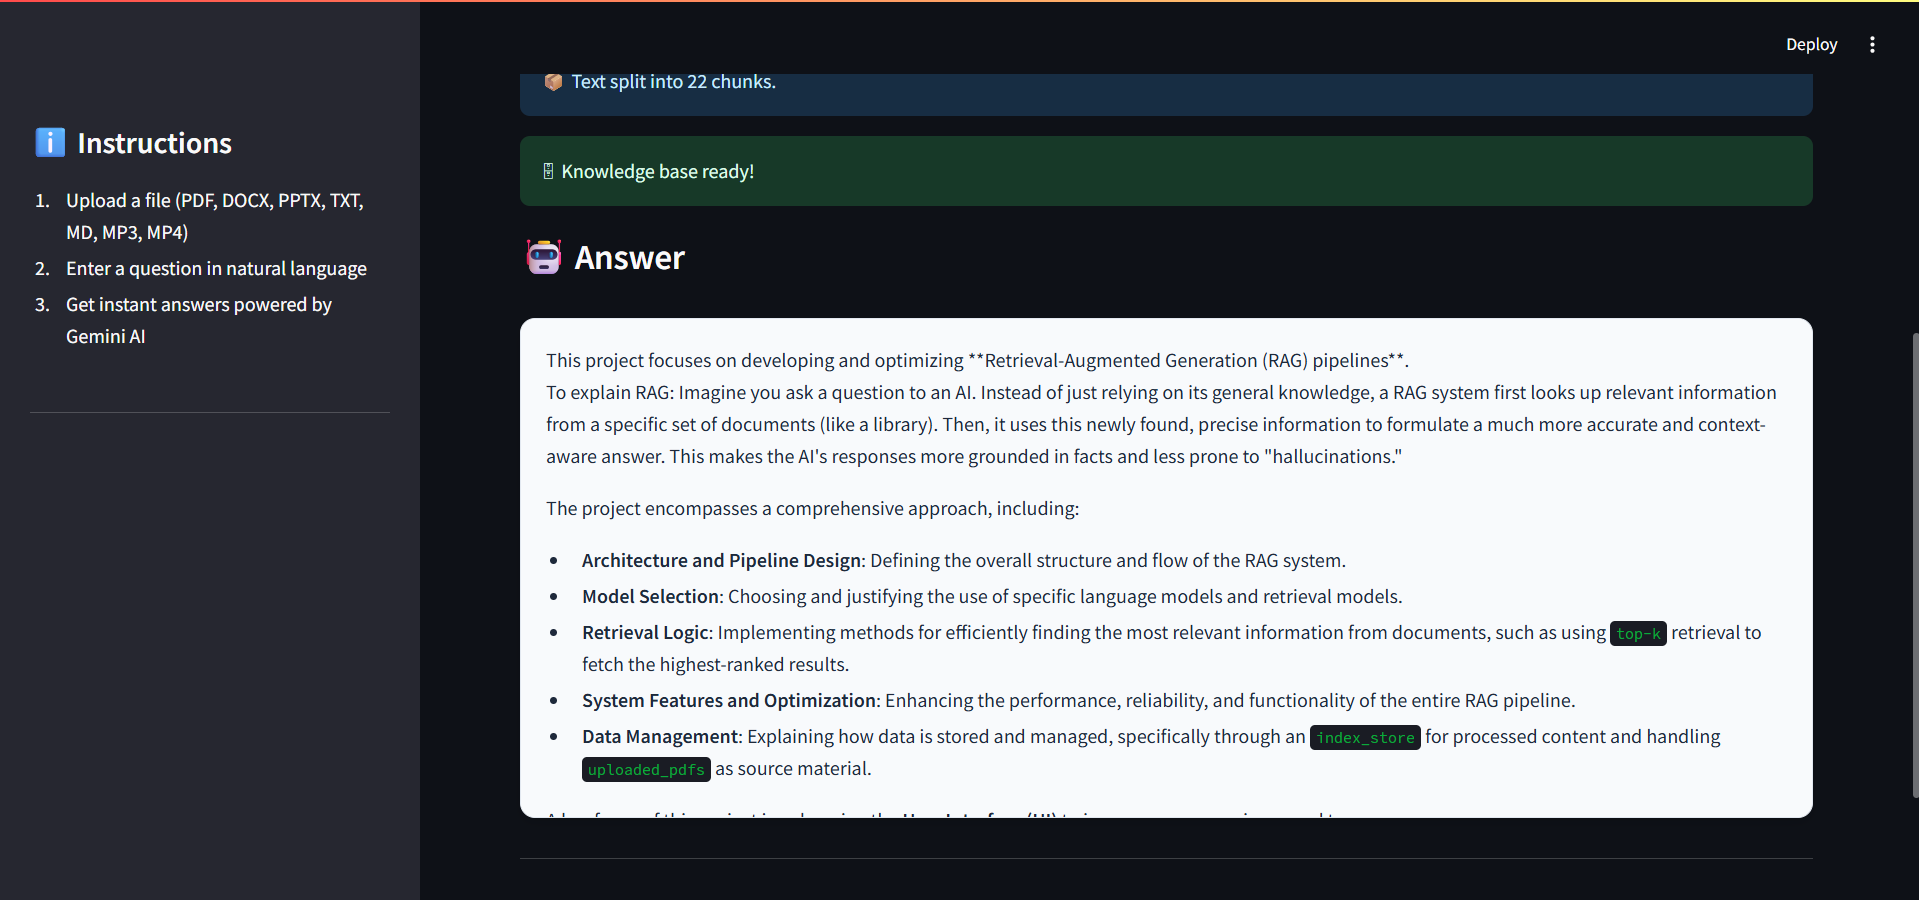 Deploy
Text split into 22 chunks.
Knowledge base ready!
Answer
This project focuses on developing and optimizing **Retrieval-Augmented Generation (RAG) pipelines**.
To explain RAG: Imagine you ask a question to an AI. Instead of just relying on its general knowledge, a RAG system first looks up relevant information
from a specific set of documents (like a library). Then, it uses this newly found, precise information to formulate a much more accurate and context-
aware answer. This makes the AI's responses more grounded in facts and less prone to "hallucinations."
The project encompasses a comprehensive approach, including:
• Architecture and Pipeline Design: Defining the overall structure and flow of the RAG system.
• Model Selection: Choosing and justifying the use of specific language models and retrieval models.
• Retrieval Logic: Implementing methods for efficiently finding the most relevant information from documents, such as using top-k retrieval to
fetch the highest-ranked results.
• System Features and Optimization: Enhancing the performance, reliability, and functionality of the entire RAG pipeline.
• Data Management: Explaining how data is stored and managed, specifically through an index_store for processed content and handling
uploaded_pdfs as source material.
Instructions
1. Upload a file (PDF, DOCX, PPTX, TXT,
MD, MP3, MP4)
2. Enter a question in natural language
3. Get instant answers powered by
Gemini AI